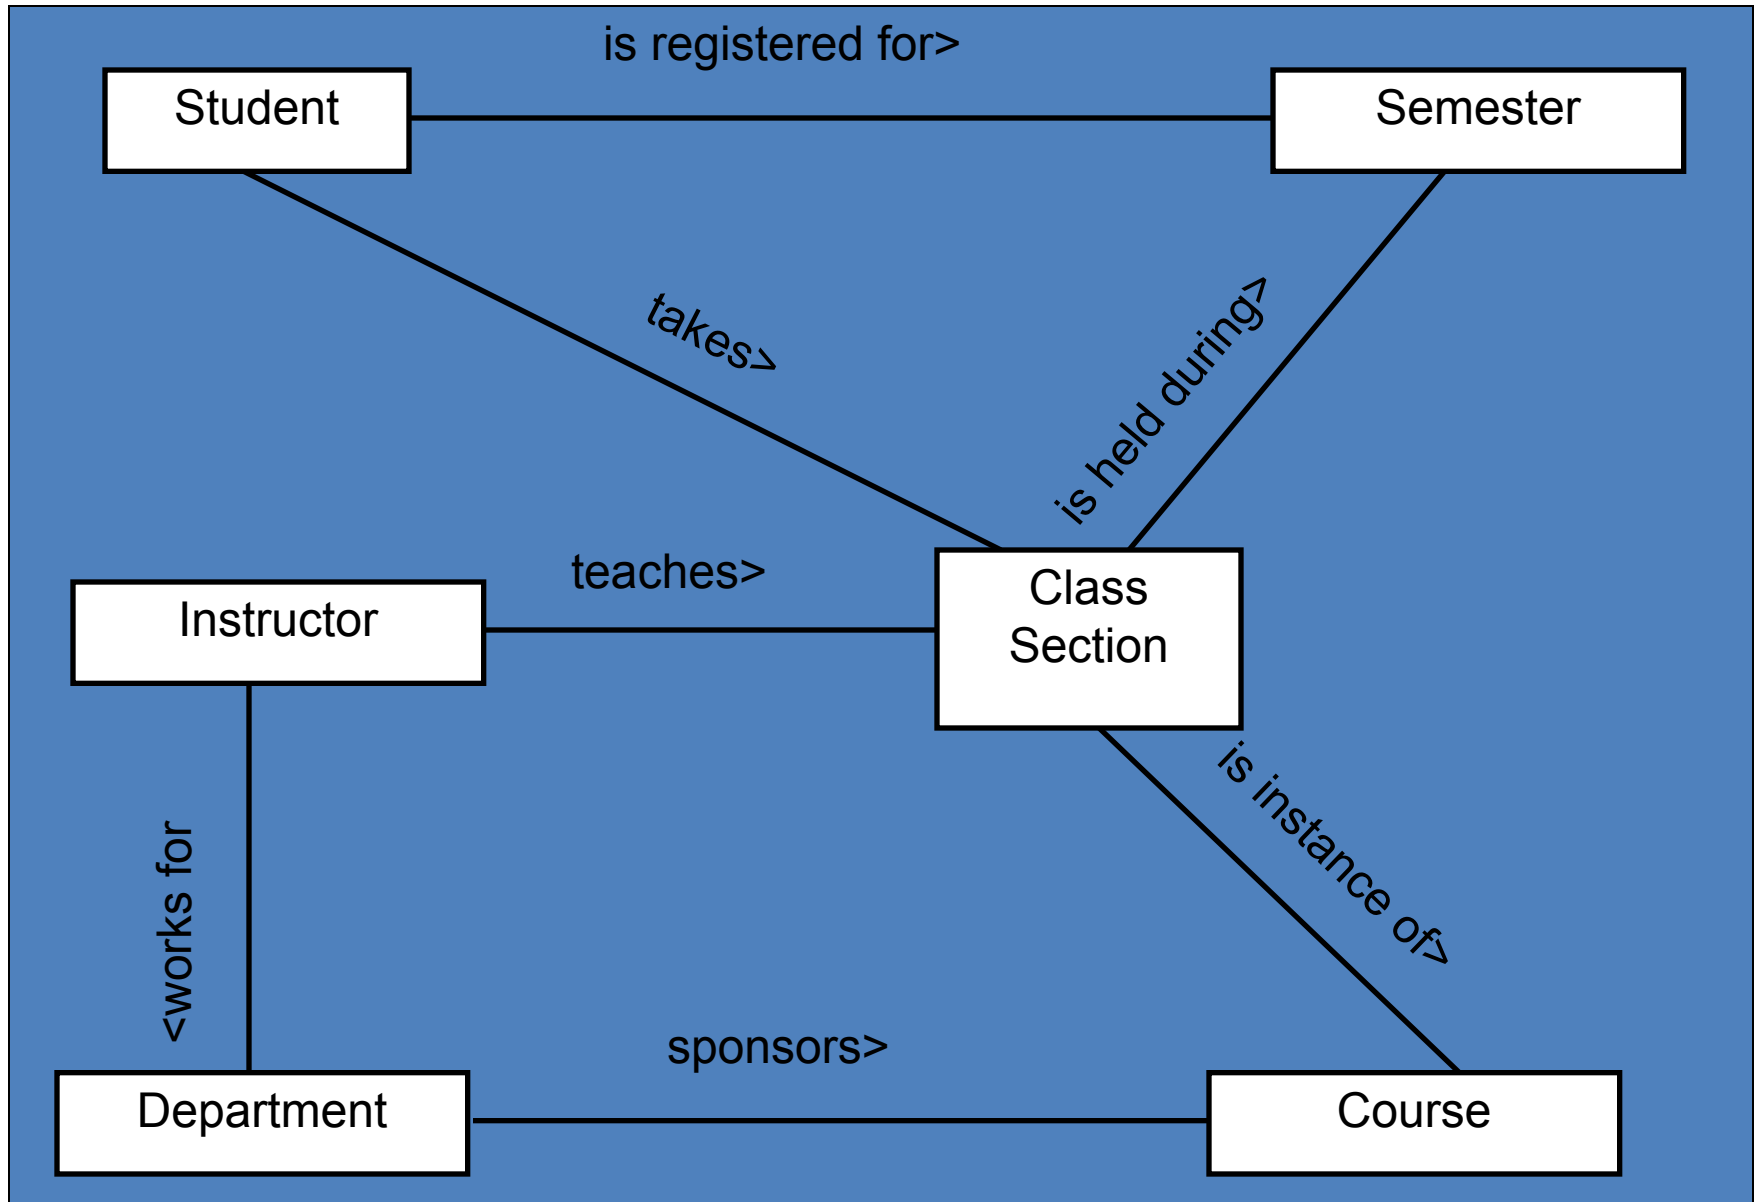 is registered for>
Student
Semester
takes>
is held during>
teaches>
Class
Section
Instructor
is instance of>
<works for
sponsors>
Department
Course